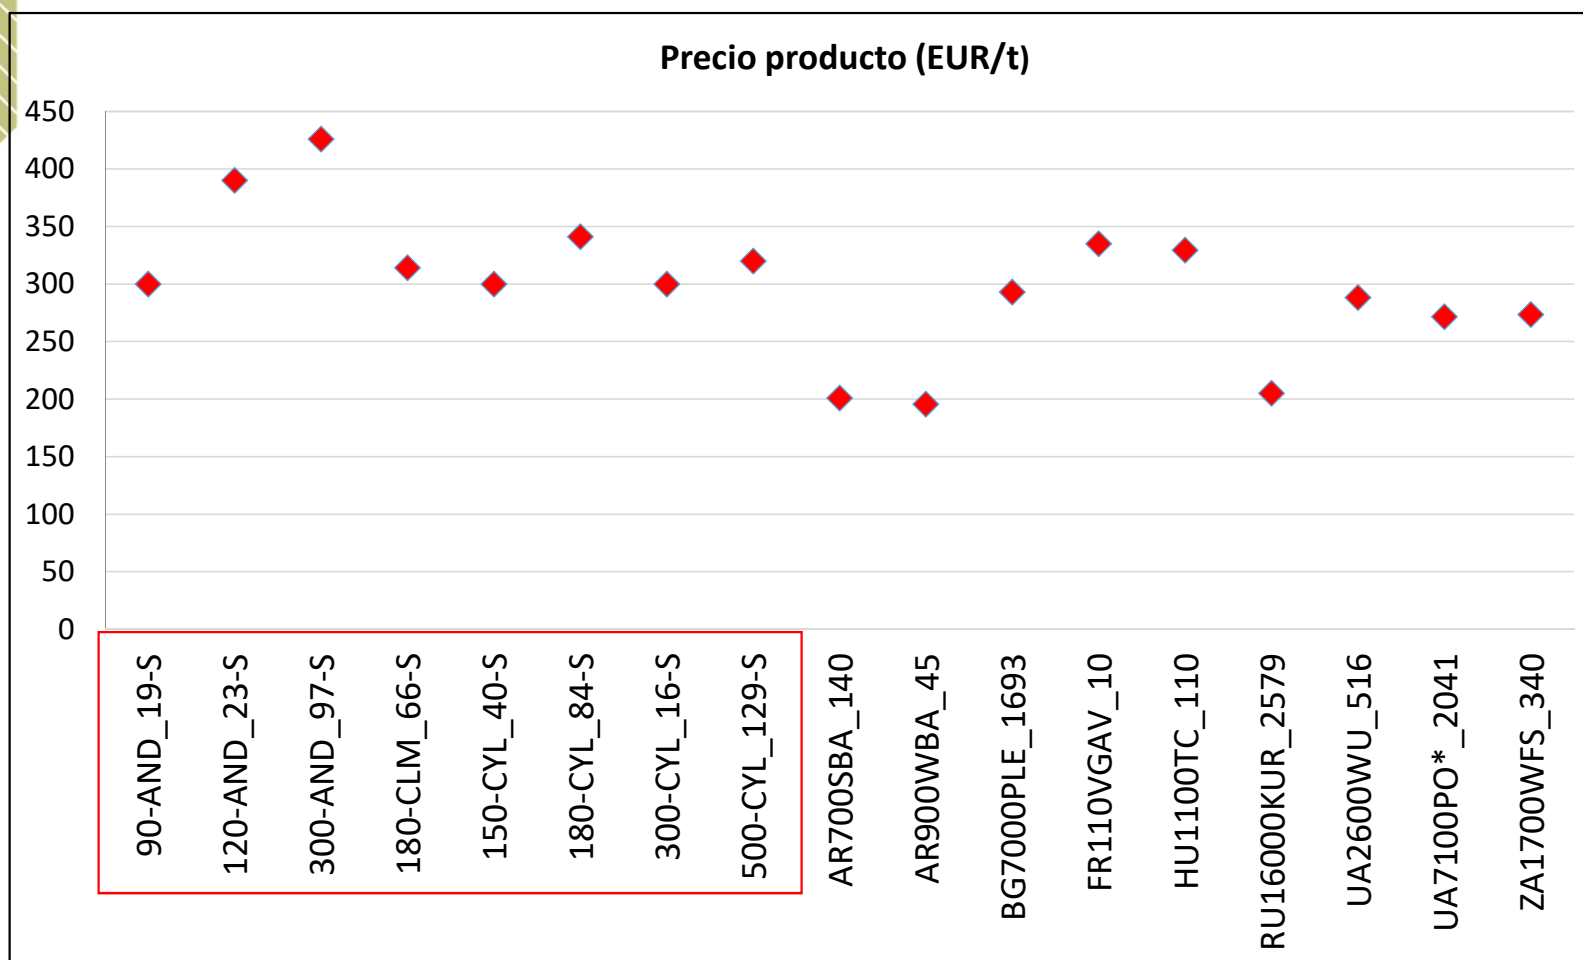 Precio producto (EUR/t)
450
400
350
300
250
200
150
100
50
0
90-AND_19-S
120-AND_23-S
300-AND_97-S
180-CLM_66-S
150-CYL_40-S
180-CYL_84-S
300-CYL_16-S
500-CYL_129-S
AR700SBA_140
AR900WBA_45
BG7000PLE_1693
FR110VGAV_10
HU1100TC_110
RU16000KUR_2579
UA2600WU_516
UA7100PO*_2041
ZA1700WFS_340